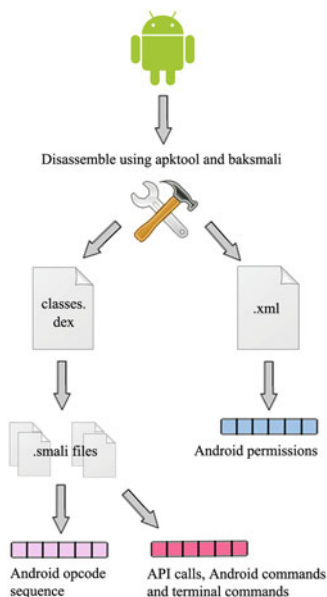 Disassemble using apktool and baksmali
classes.
dex
.xml
.smali files
Android permissions
Android opcode
sequence
API calls, Android commands
and terminal commands